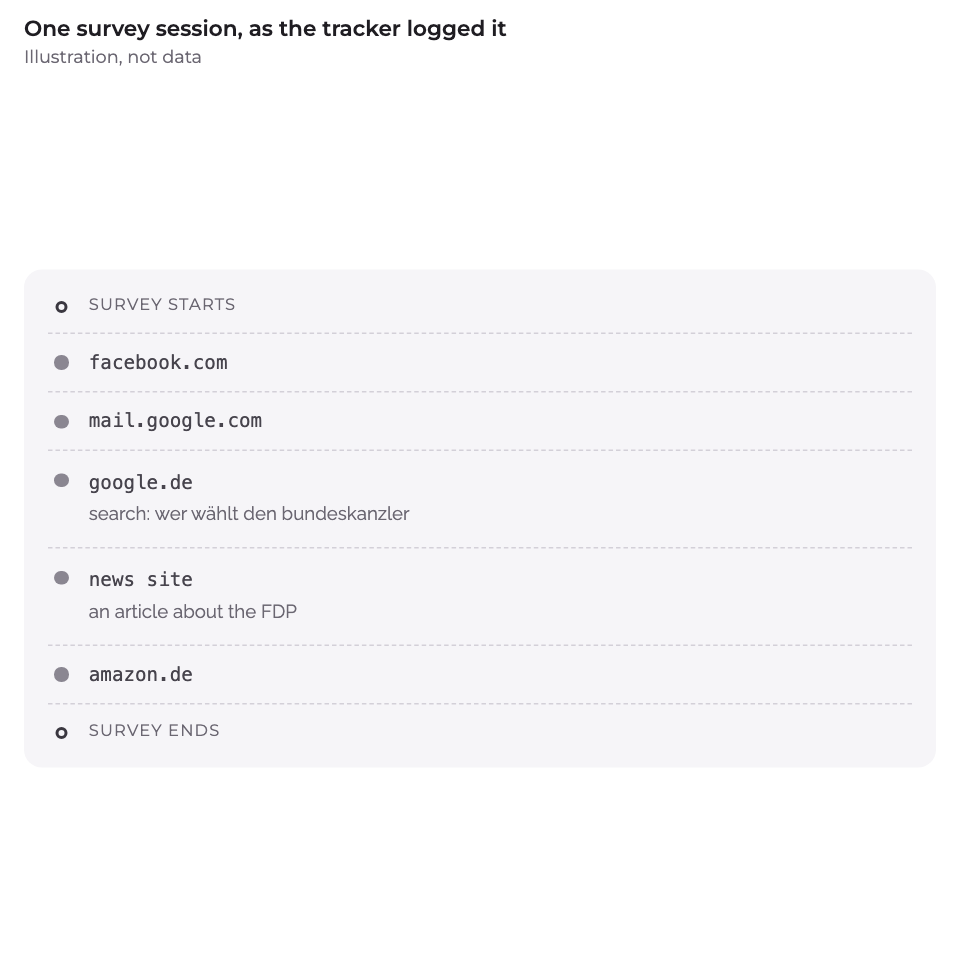 One survey session, as the tracker logged it
Illustration, not data
SURVEY STARTS
facebook.com
mail.google.com
google.de
search: wer wählt den bundeskanzler
news site
an article about the FDP
amazon.de
SURVEY ENDS